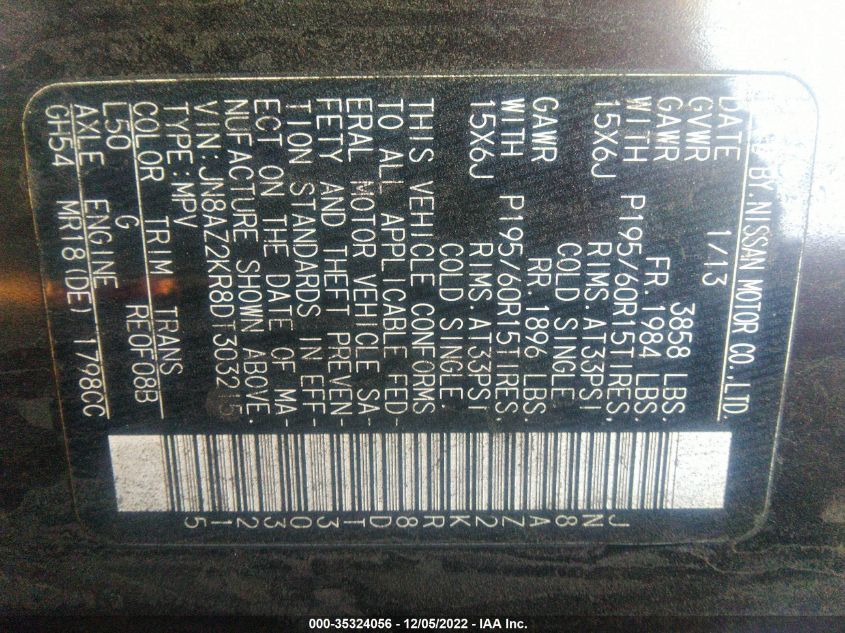 BY:NISSAN MOTOR CO.,LTD.
DATE 1/13
GVWR 3858 LBS.
GAWR FR.1984 LBS.
WITH P195/60R15TIRES,
15X6J RIMS.AT33PSI
COLD SINGLE
GAWR RR 1896 LBS.
WITH P195/60R15TIRES
15X6J RIMS.AT33PSI
COLD SINGLE.
THIS VEHICLE CONFORMS
TO ALL APPLICABLE FED-
ERAL MOTOR VEHICLE SA-
FETY AND THEFT PREVEN-
TION STANDARDS IN EFF-
ECT ON THE DATE OF MA-
NUFACTURE SHOWN ABOVE.
VIN:JN8AZ2KR8DT303215
TYPE:MPV
COLOR TRIM TRANS
L50 G RE0F08B
AXLE ENGINE
GH54 MR18(DE) 1798CC
JN8AZ2KR8DT303215
000-35324056 - 12/05/2022 - IAA Inc.